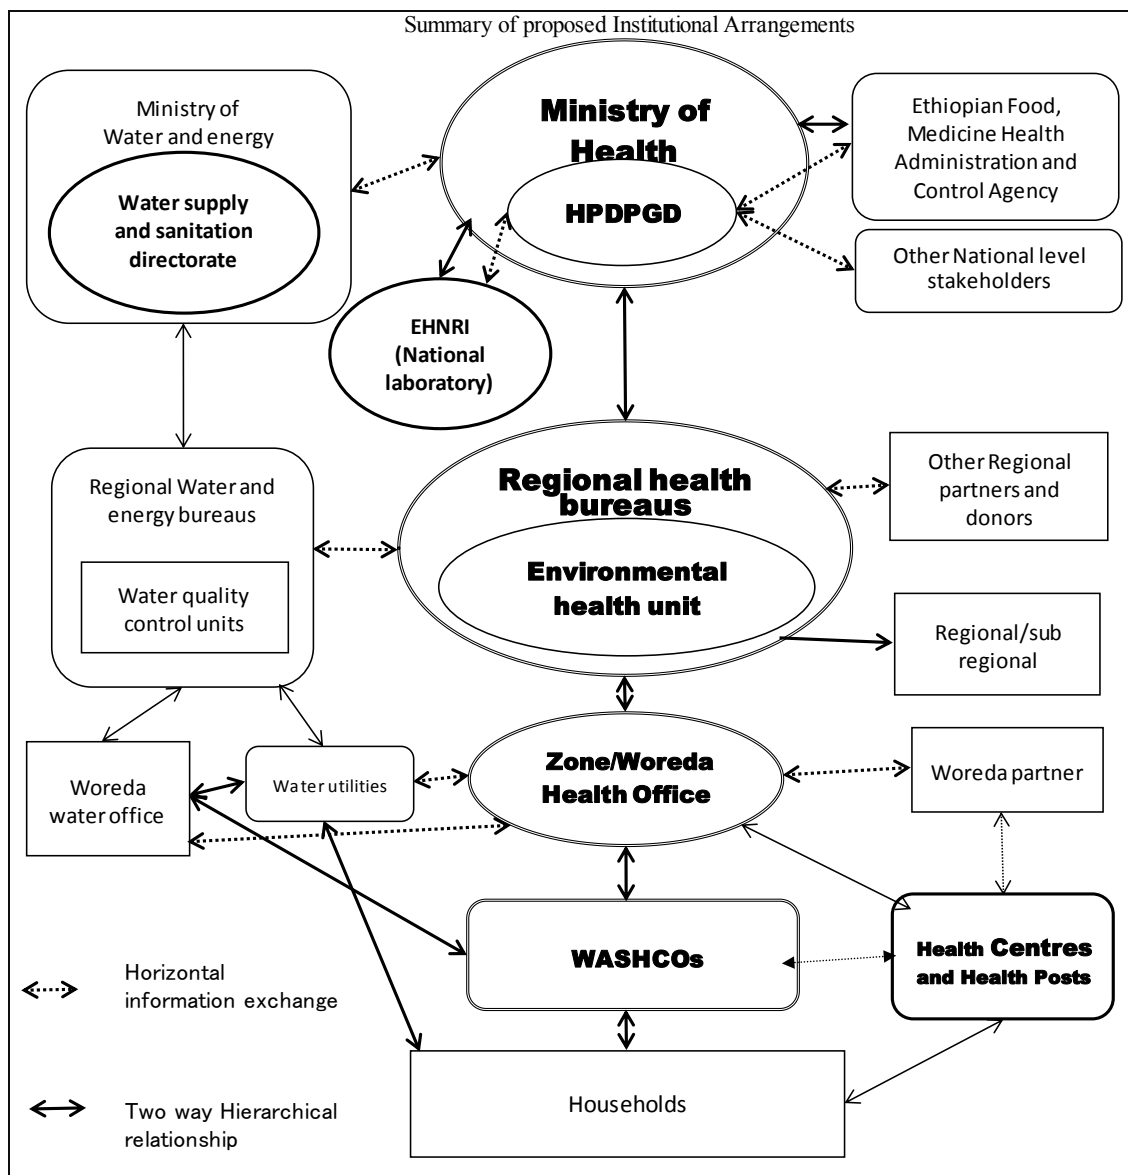 Summary of proposed Institutional Arrangements
Ministry of
Water and energy
Water supply
and sanitation
directorate
Ministry of
Health
HPDPGD
Ethiopian Food,
Medicine Health
Administration and
Control Agency
Other National level
stakeholders
EHNRI
(National
laboratory)
Regional Water and
energy bureaus
Water quality
control units
Regional health
bureaus
Environmental
health unit
Other Regional
partners and
donors
Regional/sub
regional
Woreda
water office
Water utilities
Zone/Woreda
Health Office
Woreda partner
WASHCOs
Health Centres
and Health Posts
Households
Horizontal
information exchange
Two way Hierarchical
relationship